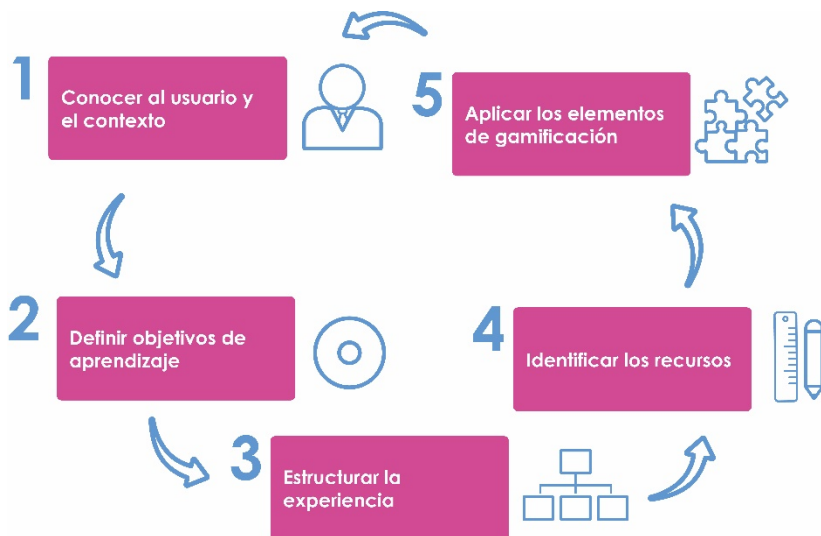 1
Conocer al usuario y
el contexto
2
Definir objetivos de
aprendizaje
3
Estructurar la
experiencia
4
Identificar los recursos
5
Aplicar los elementos
de gamificación